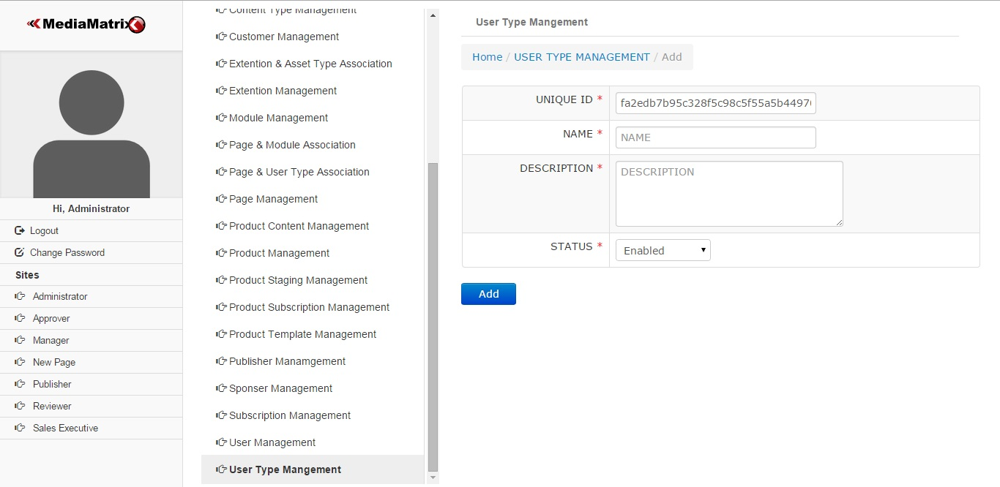 MediaMatrix
Hi, Administrator
Logout
Change Password
Sites
Administrator
Approver
Manager
New Page
Publisher
Reviewer
Sales Executive
Content Type Management
Customer Management
Extention & Asset Type Association
Extention Management
Module Management
Page & Module Association
Page & User Type Association
Page Management
Product Content Management
Product Management
Product Staging Management
Product Subscription Management
Product Template Management
Publisher Manamgement
Sponser Management
Subscription Management
User Management
User Type Mangement
User Type Mangement
Home / USER TYPE MANAGEMENT / Add
UNIQUE ID * fa2edb7b95c328f5c98c5f55a5b4497
NAME * NAME
DESCRIPTION * DESCRIPTION
STATUS * Enabled
Add